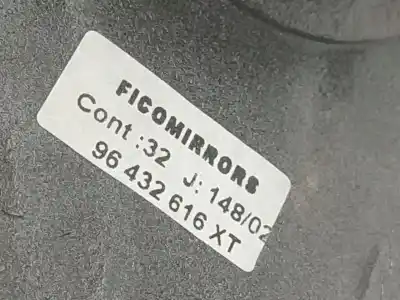 FICOMIRRORS
Cont :32 J: 148/02
96 432 616 XT